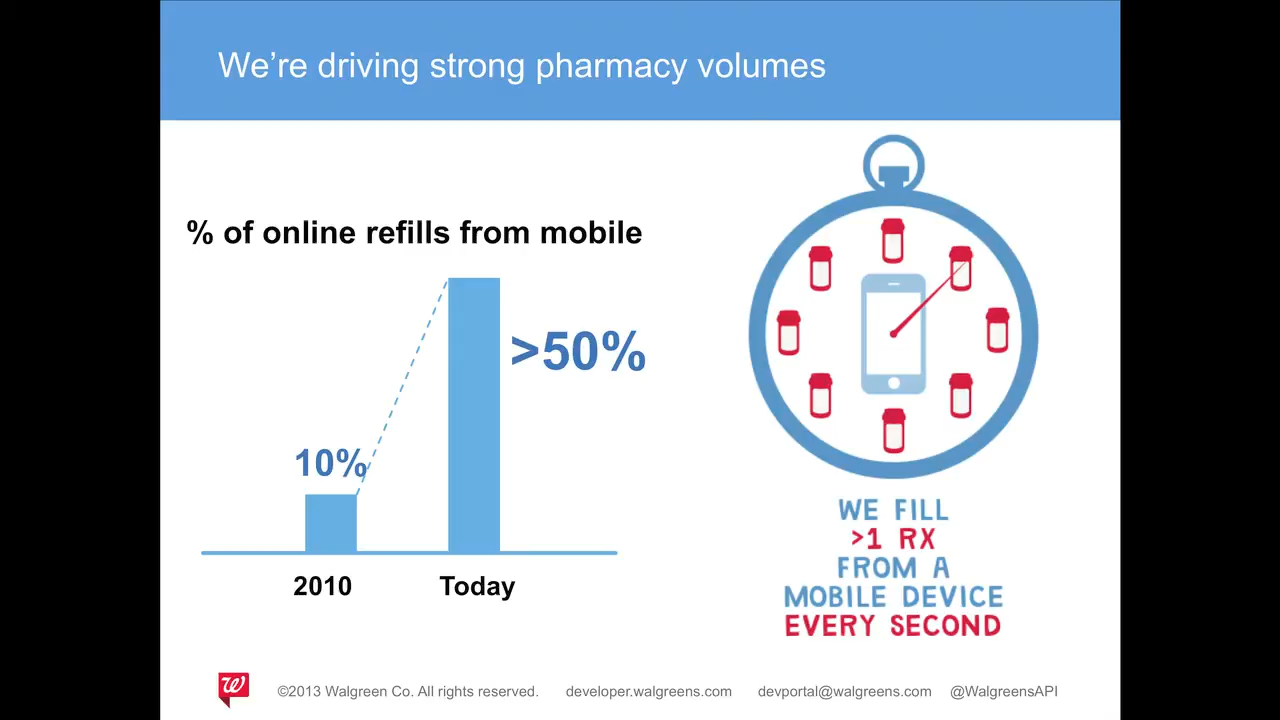 We’re driving strong pharmacy volumes
% of online refills from mobile
>50%
10%
2010
Today
WE FILL
>1 RX
FROM A
MOBILE DEVICE
EVERY SECOND
W
©2013 Walgreen Co. All rights reserved.
developer.walgreens.com
devportal@walgreens.com
@WalgreensAPI